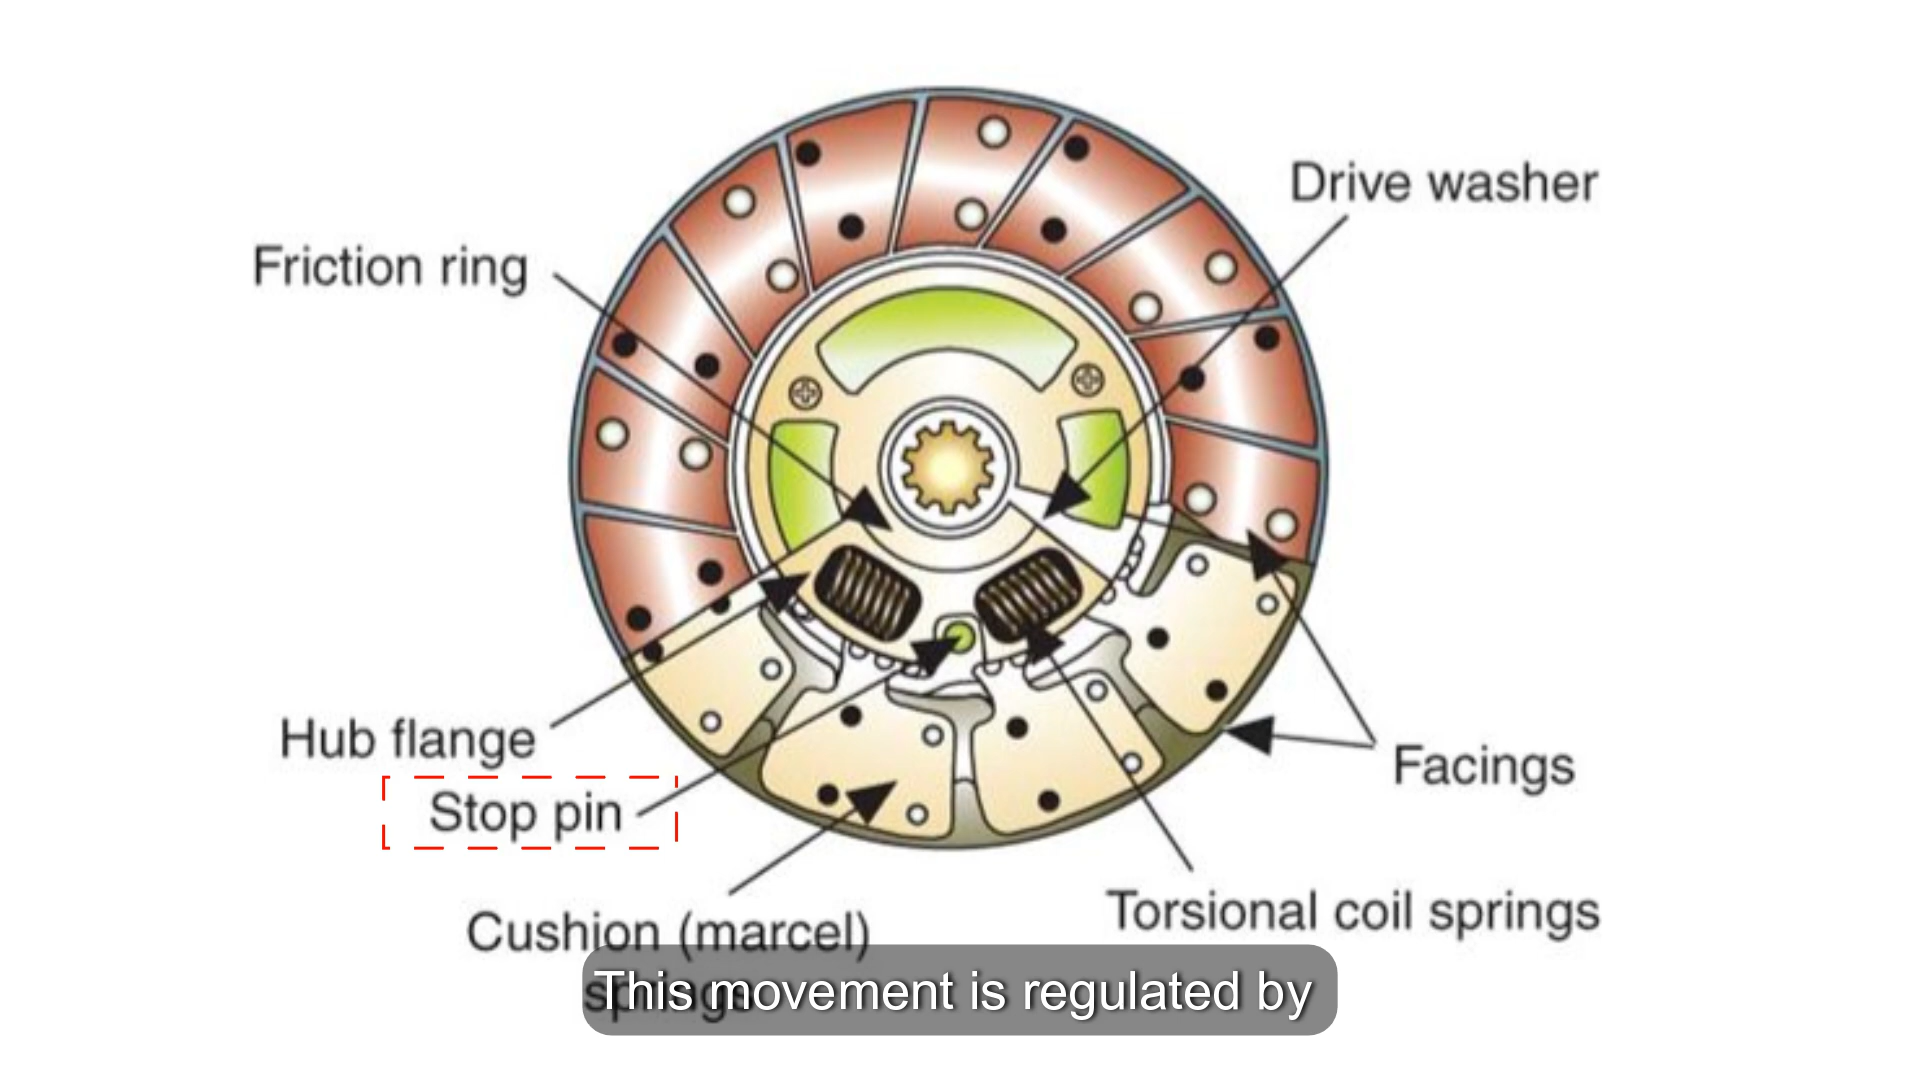 Drive washer
Friction ring
Hub flange
Stop pin
Facings
Torsional coil springs
Cushion (marcel)
springs
This movement is regulated by